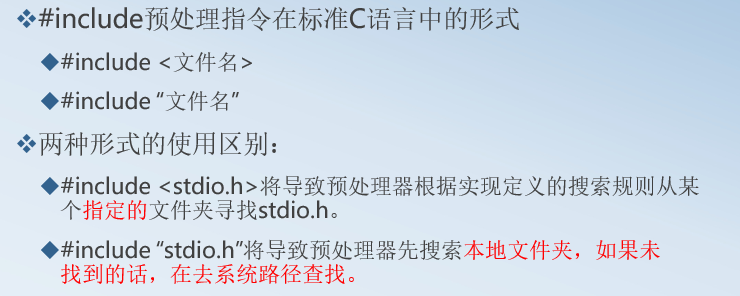 ❖#include预处理指令在标准C语言中的形式
◆#include <文件名>
◆#include “文件名”
❖两种形式的使用区别：
◆#include <stdio.h>将导致预处理器根据实现定义的搜索规则从某
个指定的文件夹寻找stdio.h。
◆#include “stdio.h”将导致预处理器先搜索本地文件夹，如果未
找到的话，在去系统路径查找。